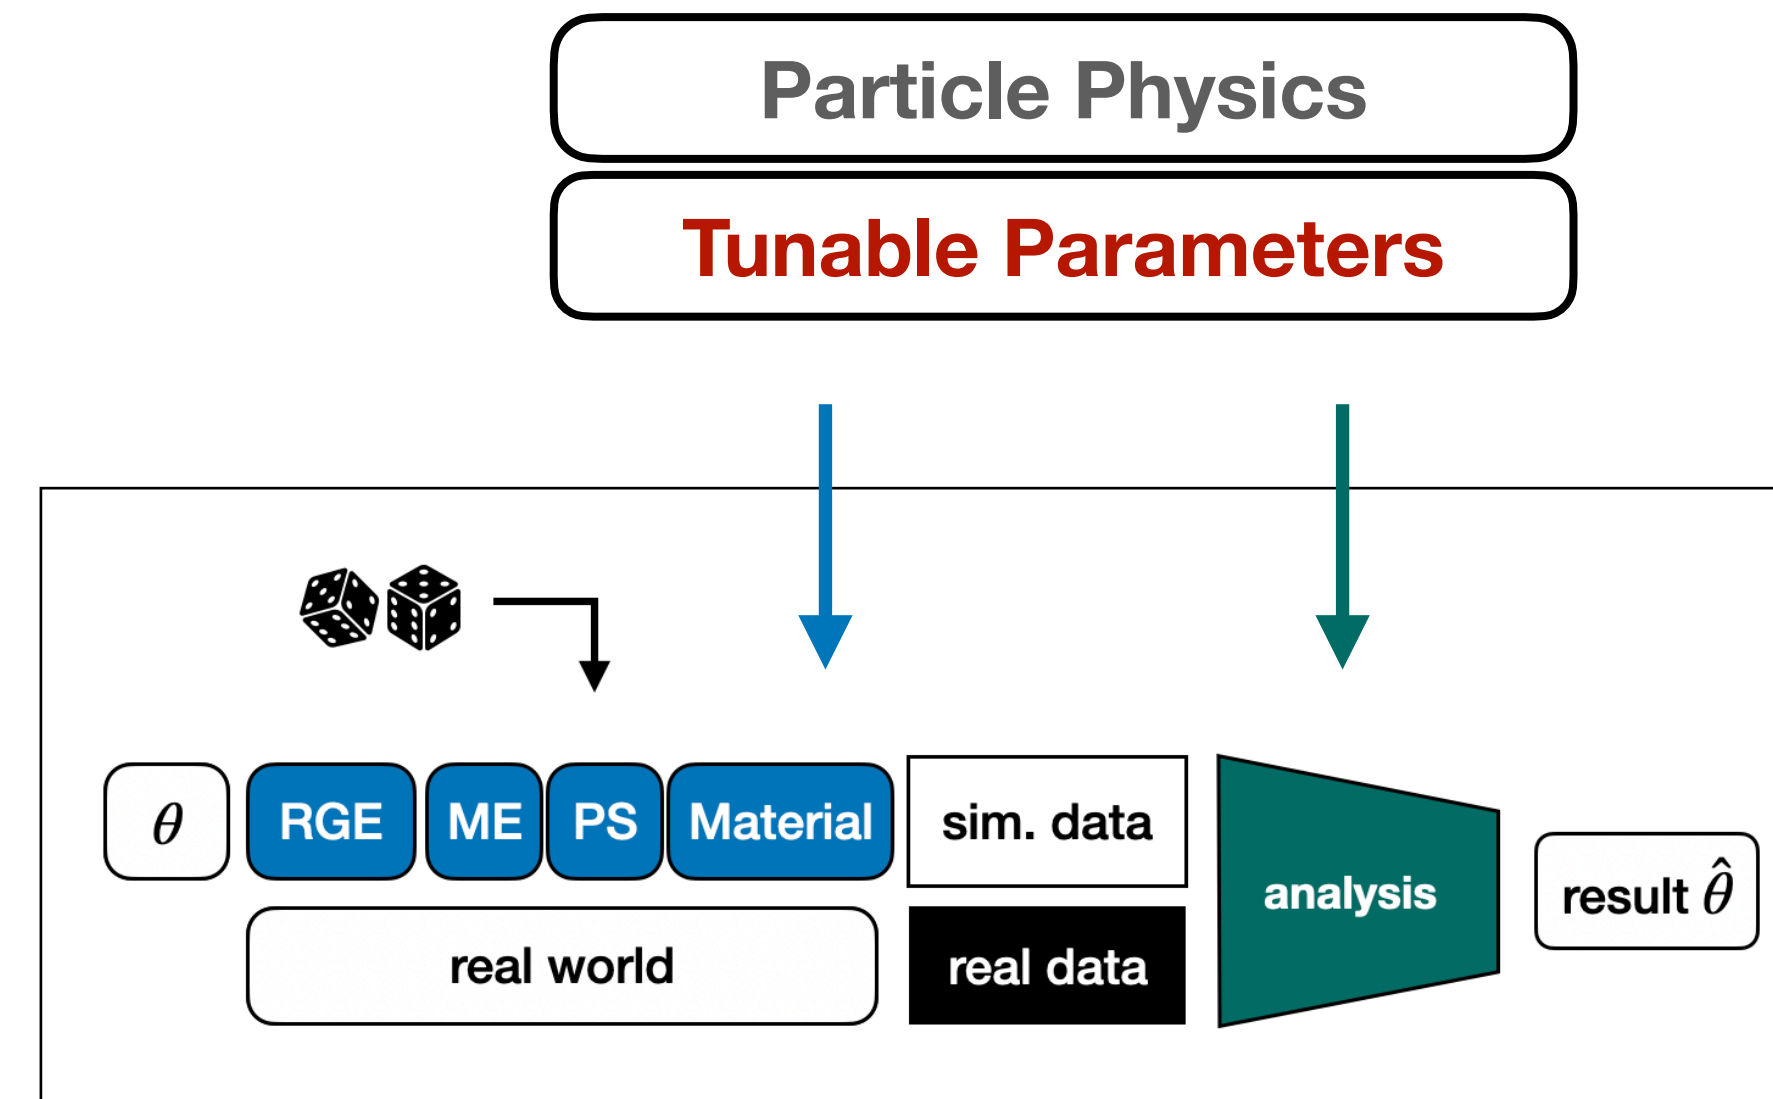 Particle Physics
Tunable Parameters
θ
RGE
ME
PS
Material
sim. data
real world
real data
analysis
result θ̂